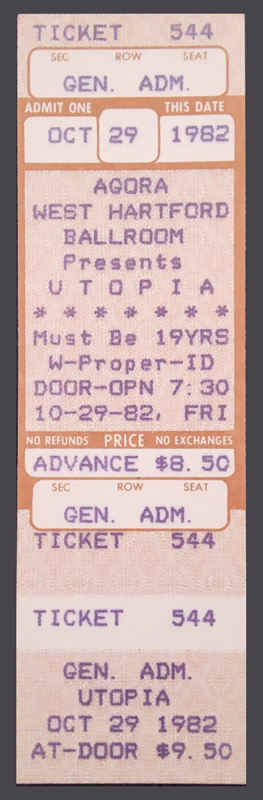 TICKET 544
SEC ROW SEAT
GEN. ADM.
ADMIT ONE THIS DATE
OCT 29 1982
AGORA
WEST HARTFORD
BALLROOM
Presents
U T O P I A
* * * * * * *
Must Be 19YRS
W-Proper-ID
DOOR-OPN 7:30
10-29-82, FRI
NO REFUNDS PRICE NO EXCHANGES
ADVANCE $8.50
SEC ROW SEAT
GEN. ADM.
TICKET 544
TICKET 544
GEN. ADM.
UTOPIA
OCT 29 1982
AT-DOOR $9.50